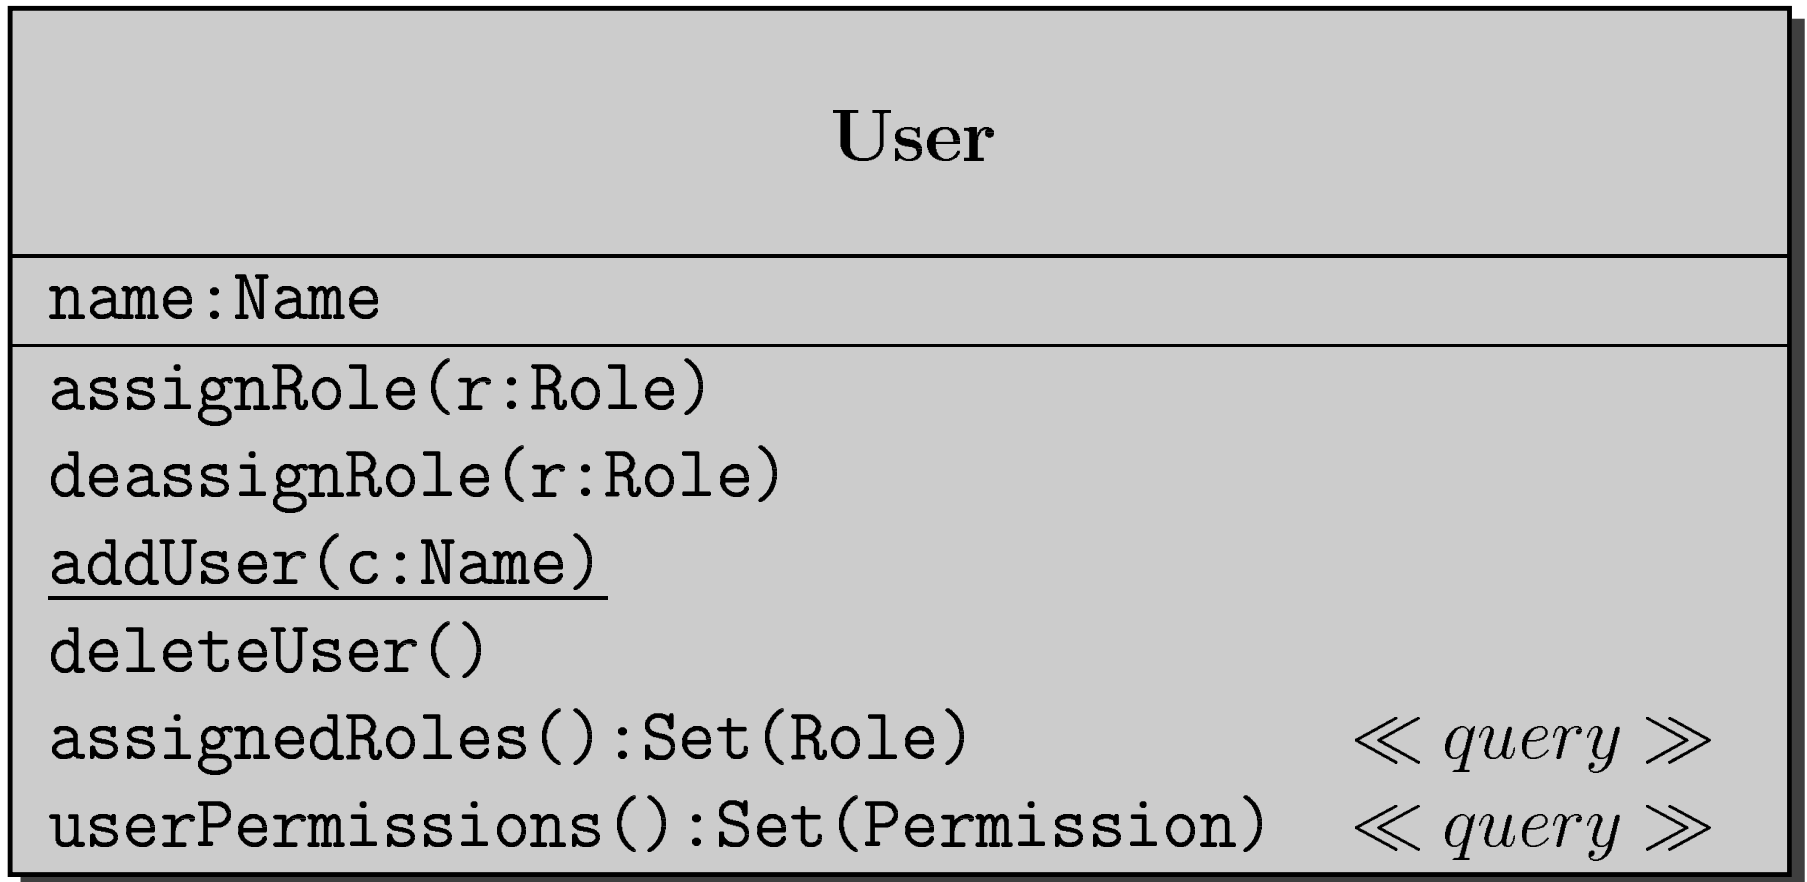 User
name:Name
assignRole(r:Role)
deassignRole(r:Role)
addUser(c:Name)
deleteUser()
assignedRoles():Set(Role) ≪ query ≫
userPermissions():Set(Permission) ≪ query ≫